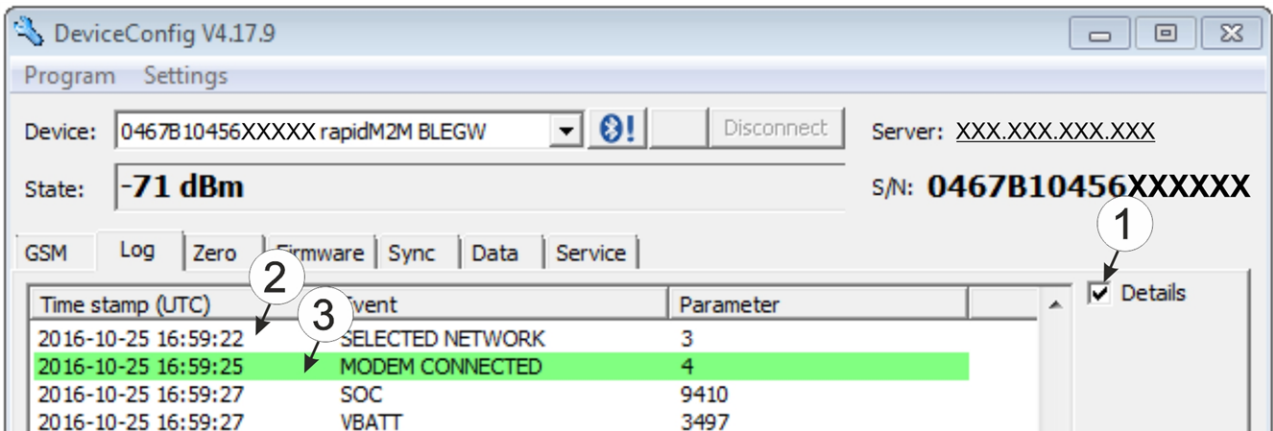 DeviceConfig V4.17.9
Program Settings
Device: 0467B10456XXXXX rapidM2M BLEGW Disconnect Server: XXX.XXX.XXX.XXX
State: -71 dBm S/N: 0467B10456XXXXXX
1
GSM Log Zero Firmware Sync Data Service
2
3
Time stamp (UTC) Event Parameter Details
2016-10-25 16:59:22 SELECTED NETWORK 3
2016-10-25 16:59:25 MODEM CONNECTED 4
2016-10-25 16:59:27 SOC 9410
2016-10-25 16:59:27 VBATT 3497